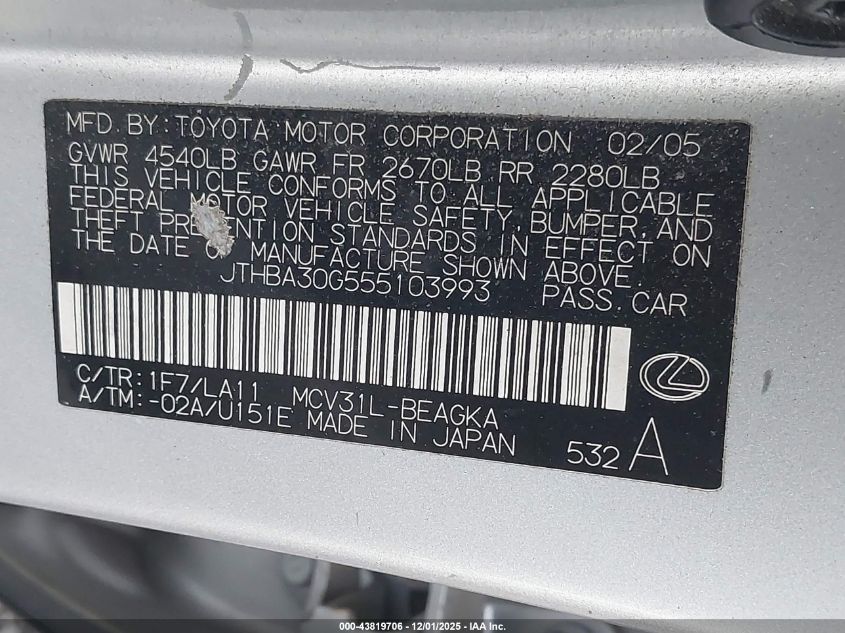 MFD.BY:TOYOTA MOTOR CORPORATION 02/05
GVWR 4540LB GAWR FR 2670LB RR 2280LB
THIS VEHICLE CONFORMS TO ALL APPLICABLE
FEDERAL MOTOR VEHICLE SAFETY,BUMPER,AND
THEFT PREVENTION STANDARDS IN EFFECT ON
THE DATE OF MANUFACTURE SHOWN ABOVE.
JTHBA30G555103993 PASS.CAR
C/TR:1F7/LA11 MCV31L-BEAGKA
A/TM:-02A/U151E MADE IN JAPAN
532 A
000-43819706 - 12/01/2025 - US - IAA